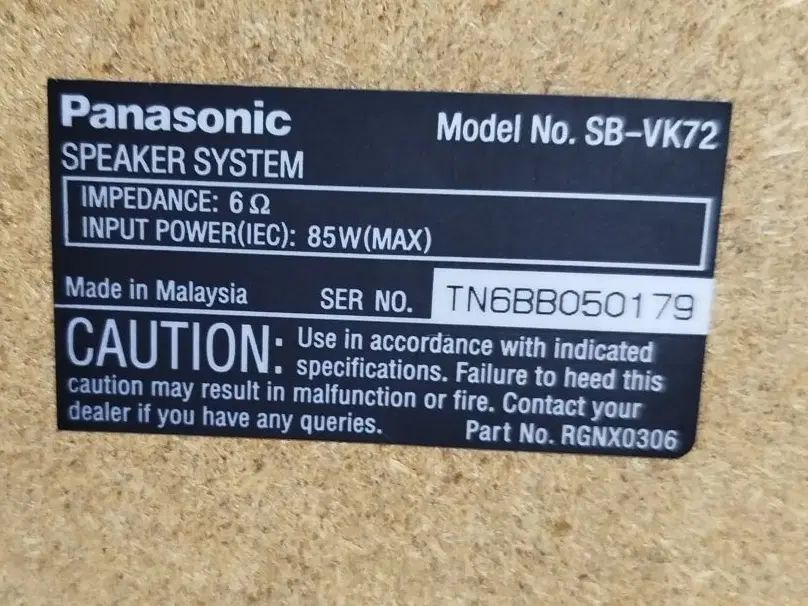 Panasonic
Model No. SB-VK72
SPEAKER SYSTEM
IMPEDANCE: 6Ω
INPUT POWER(IEC): 85W(MAX)
Made in Malaysia
SER NO. TN6BB050179
CAUTION: Use in accordance with indicated
specifications. Failure to heed this
caution may result in malfunction or fire. Contact your
dealer if you have any queries.
Part No. RGNX0306